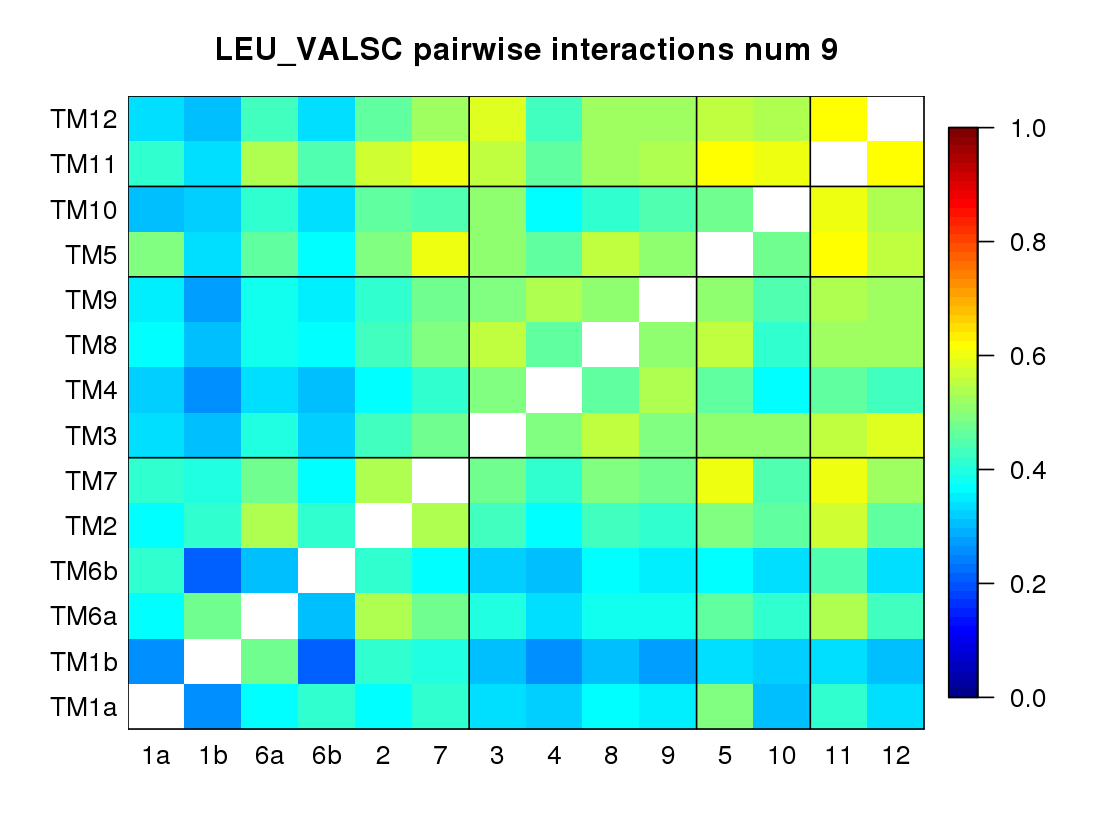 LEU_VALSC pairwise interactions num 9
TM12
TM11
TM10
TM5
TM9
TM8
TM4
TM3
TM7
TM2
TM6b
TM6a
TM1b
TM1a
1a 1b 6a 6b 2 7 3 4 8 9 5 10 11 12
1.0
0.8
0.6
0.4
0.2
0.0